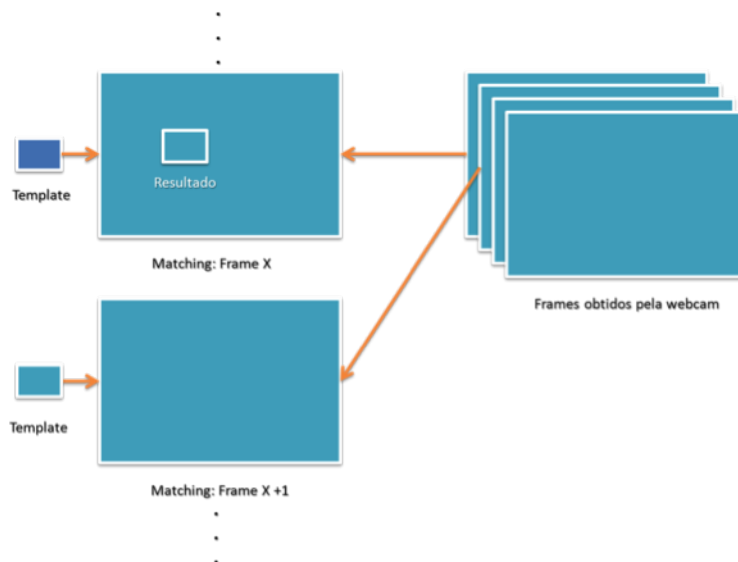 Template
Resultado
Matching: Frame X
Frames obtidos pela webcam
Template
Matching: Frame X +1